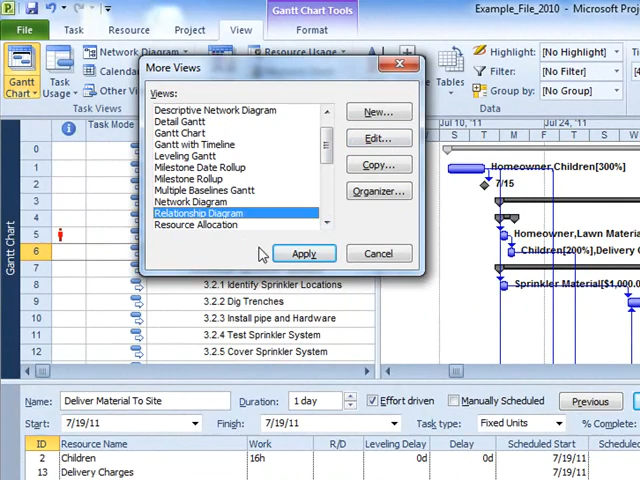 Gantt Chart Tools
Example_File_2010 - Microsoft Proj
File
Task
Resource
Project
Format
Gantt Chart
Task Usage
Network Diagram
Calenda
Other
Task Views
Resource Usage
Tables
Highlight: [No Highlight]
Filter: [No Filter]
Group by: [No Group]
More Views
Views:
Descriptive Network Diagram
Detail Gantt
Gantt Chart
Gantt with Timeline
Leveling Gantt
Milestone Date Rollup
Milestone Rollup
Multiple Baselines Gantt
Network Diagram
Relationship Diagram
Resource Allocation
New...
Edit...
Copy...
Organizer...
Apply
Cancel
Task Mode
Gantt Chart
0
1
2
3
4
5
6
7
8 3.2.1 Identify Sprinkler Locations
9 3.2.2 Dig Trenches
10 3.2.3 Install pipe and Hardware
11 3.2.4 Test Sprinkler System
12 3.2.5 Cover Sprinkler System
Jul 10, '11
Jul 24, '11
S T M F T S W S
Homeowner,Children[300%]
7/15
Homeowner,Lawn Materia
Children[200%],Delivery C
Sprinkler Material[$1,000.0
Name: Deliver Material To Site
Duration: 1 day
Effort driven
Manually Scheduled
Previous
Start: 7/19/11
Finish: 7/19/11
Task type: Fixed Units
% Complete:
ID Resource Name Work R/D Leveling Delay Delay Scheduled Start
2 Children 16h 0d 0d 7/19/11
13 Delivery Charges 7/19/11